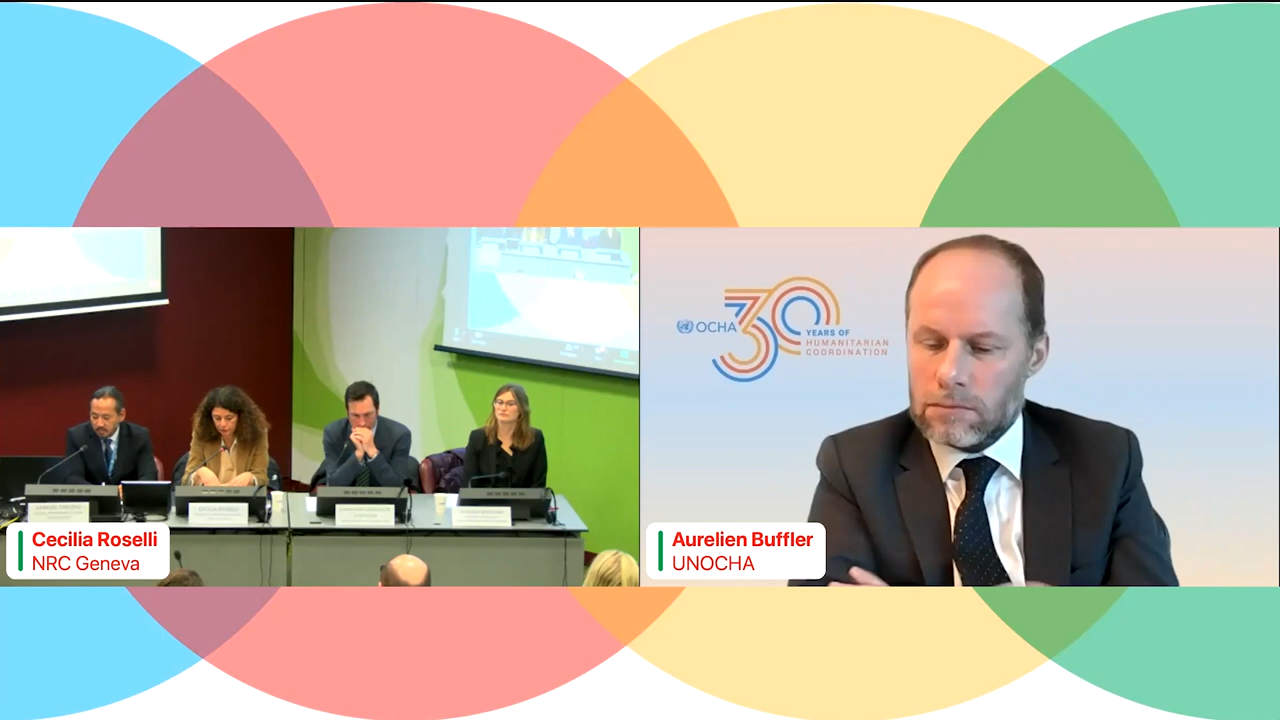 Cecilia Roselli
NRC Geneva
OCHA
30
YEARS OF
HUMANITARIAN
COORDINATION
Aurelien Buffler
UNOCHA